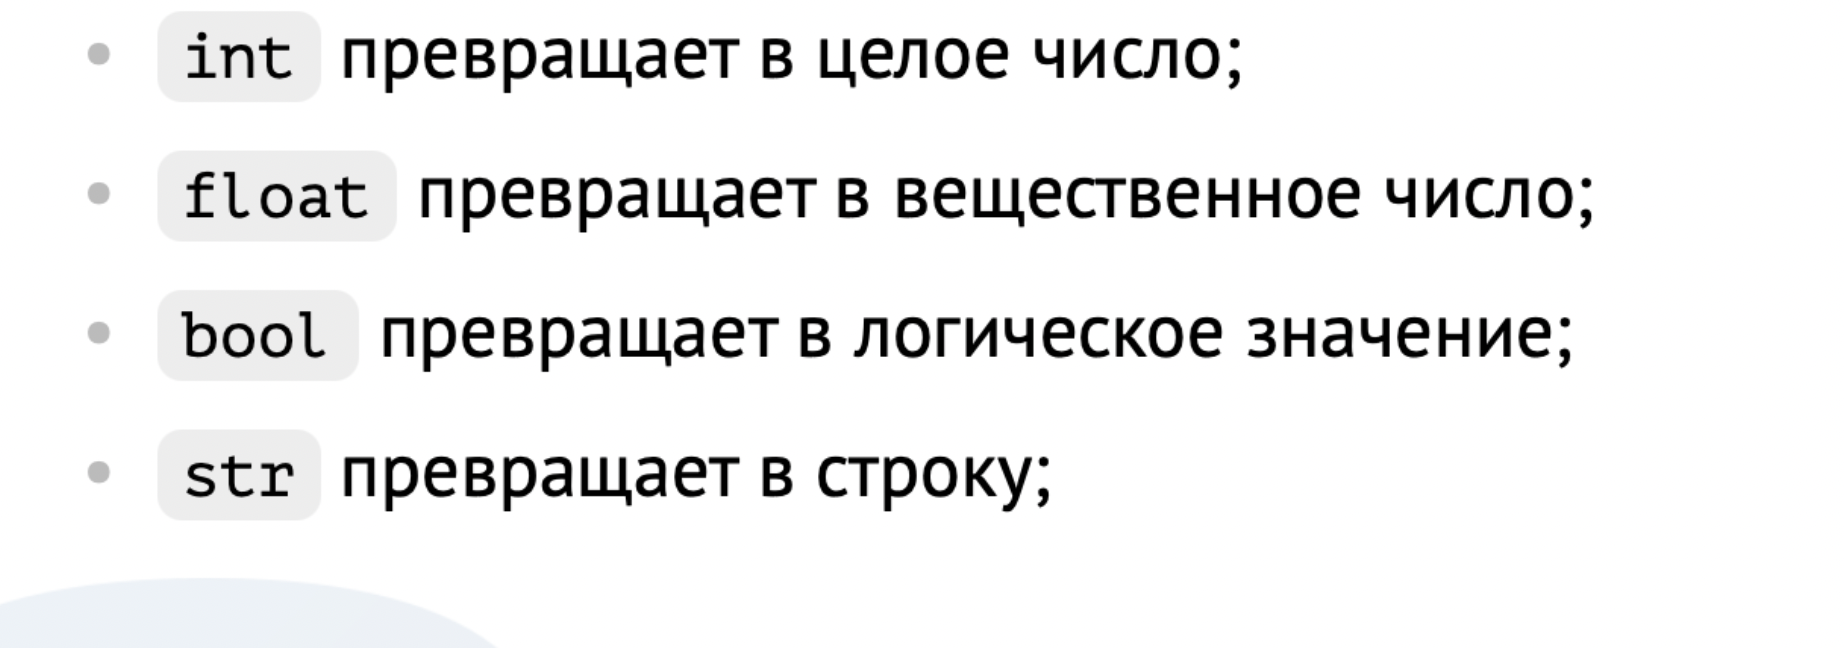 int превращает в целое число;
float превращает в вещественное число;
bool превращает в логическое значение;
str превращает в строку;